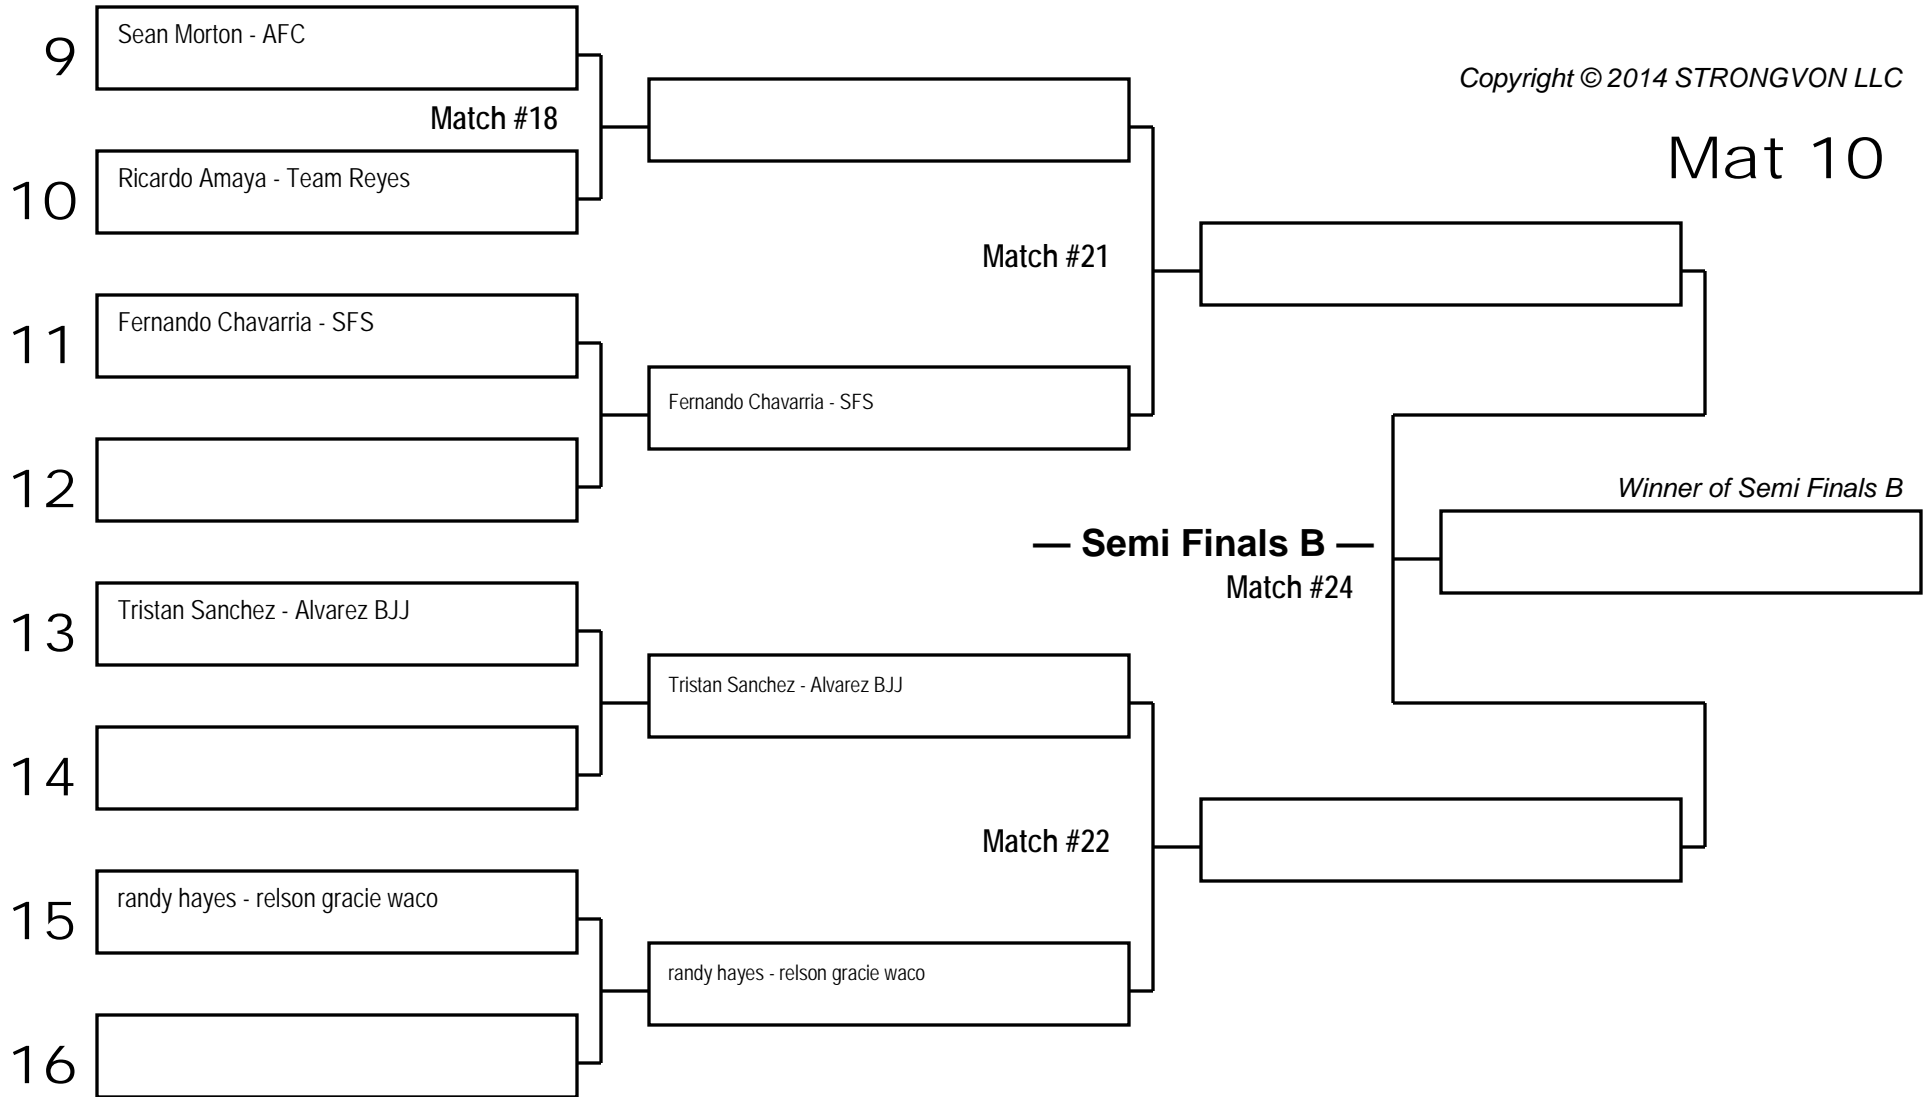 9
Sean Morton - AFC
Copyright © 2014 STRONGVON LLC
Match #18
Mat 10
10
Ricardo Amaya - Team Reyes
Match #21
11
Fernando Chavarria - SFS
Fernando Chavarria - SFS
12
Winner of Semi Finals B
— Semi Finals B —
Match #24
13
Tristan Sanchez - Alvarez BJJ
Tristan Sanchez - Alvarez BJJ
14
Match #22
15
randy hayes - relson gracie waco
randy hayes - relson gracie waco
16